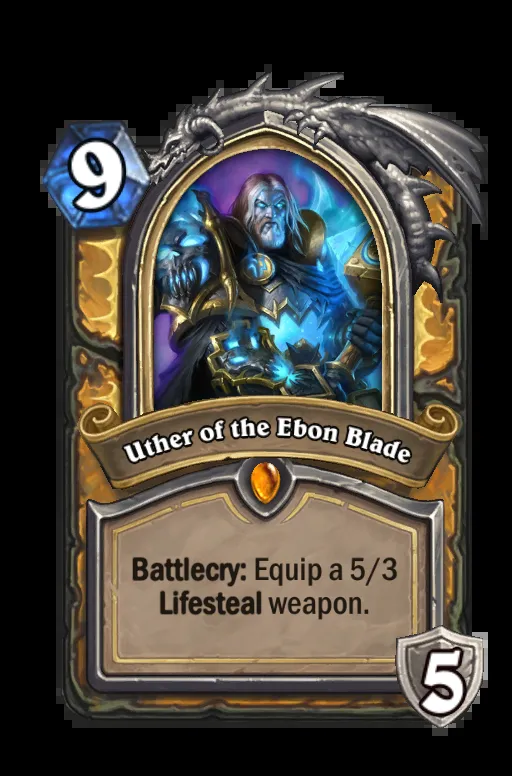 9
Uther of the Ebon Blade
Battlecry: Equip a 5/3
Lifesteal weapon.
5